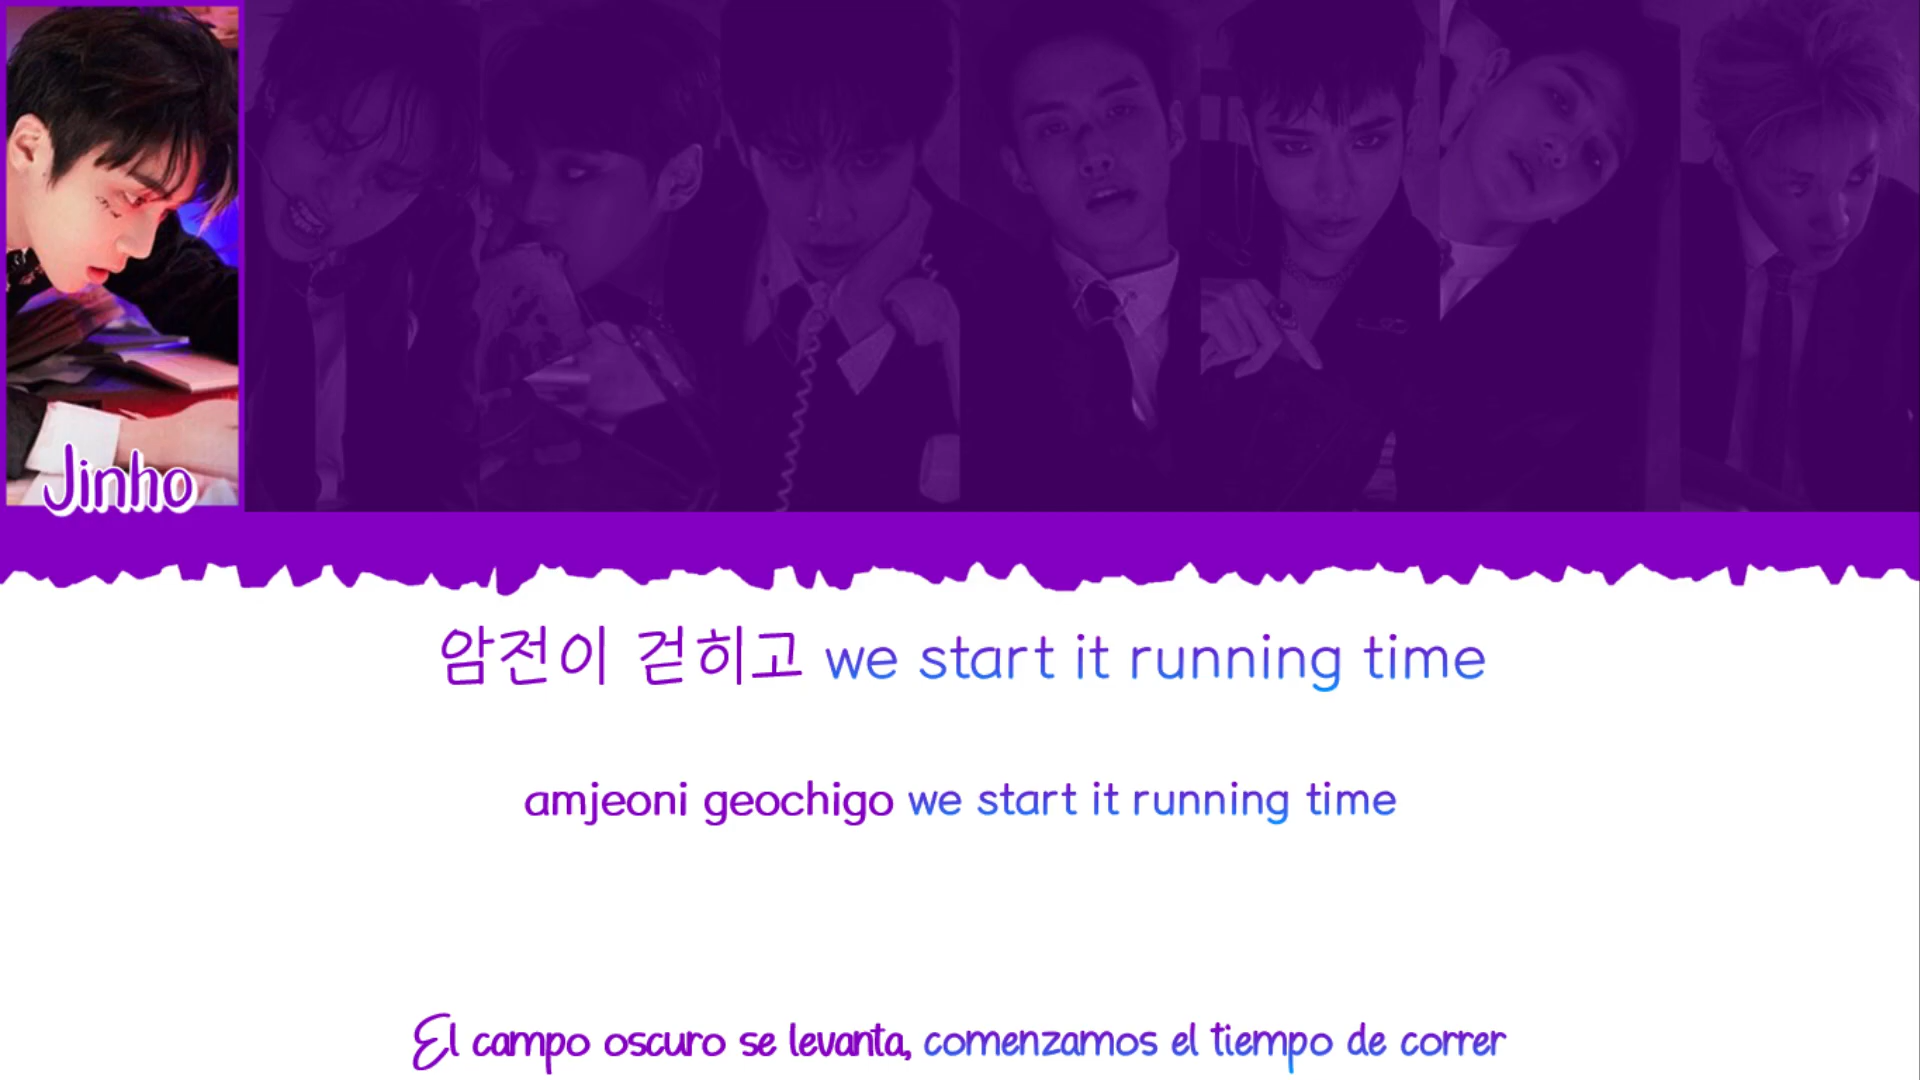 Jinho
암전이 걷히고 we start it running time
amjeoni geochigo we start it running time
El campo oscuro se levanta, comenzamos el tiempo de correr